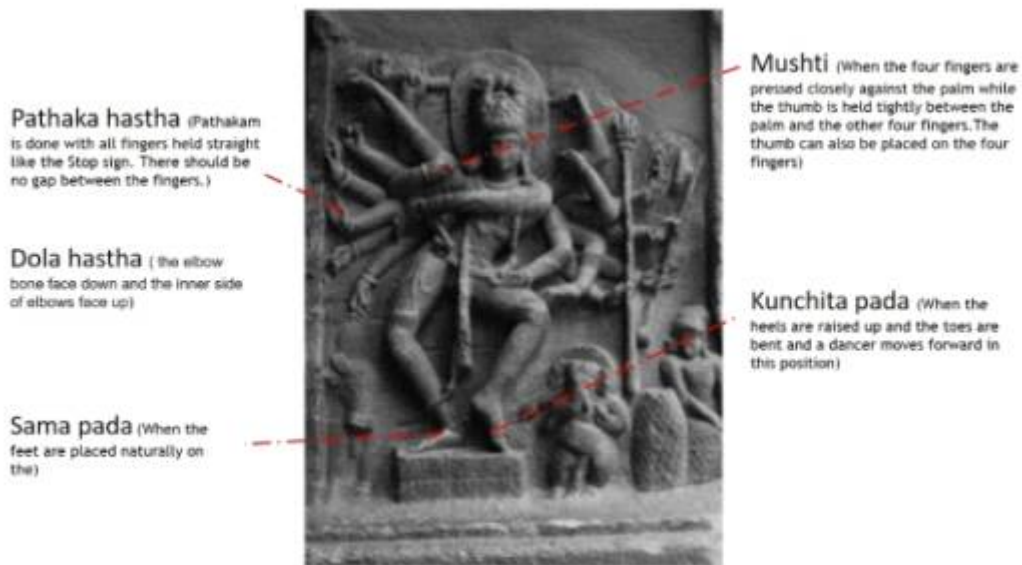 Pathaka hastha (Pathakam
is done with all fingers held straight
like the Stop sign. There should be
no gap between the fingers.)
Dola hastha ( the elbow
bone face down and the inner side
of elbows face up)
Sama pada (When the
feet are placed naturally on
the)
Mushti (When the four fingers are
pressed closely against the palm while
the thumb is held tightly between the
palm and the other four fingers.The
thumb can also be placed on the four
fingers)
Kunchita pada (When the
heels are raised up and the toes are
bent and a dancer moves forward in
this position)